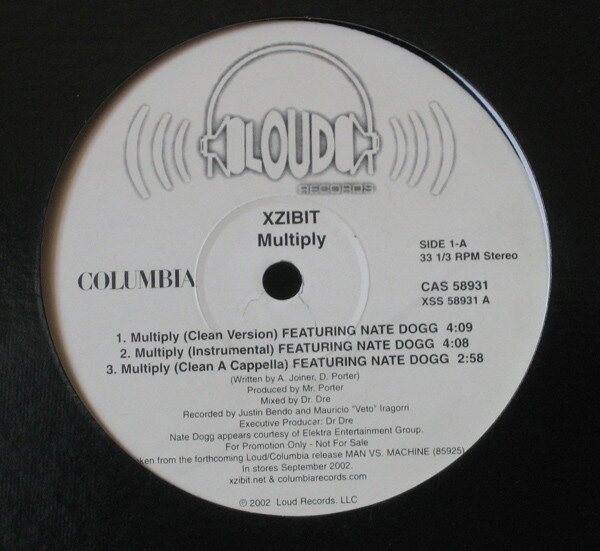 LOUD
RECORDS
XZIBIT
Multiply
COLUMBIA
SIDE 1-A
33 1/3 RPM Stereo
CAS 58931
XSS 58931 A
1. Multiply (Clean Version) FEATURING NATE DOGG 4:09
2. Multiply (Instrumental) FEATURING NATE DOGG 4:08
3. Multiply (Clean A Cappella) FEATURING NATE DOGG 2:58
(Written by A. Joiner, D. Porter)
Produced by Mr. Porter
Mixed by Dr. Dre
Recorded by Justin Bendo and Mauricio "Veto" Iragorri
Executive Producer: Dr Dre
Nate Dogg appears courtesy of Elektra Entertainment Group.
For Promotion Only - Not For Sale
from the forthcoming Loud/Columbia release MAN VS. MACHINE (85925)
In stores September 2002.
xzibit.net & columbiarecords.com
℗ 2002 Loud Records. LLC